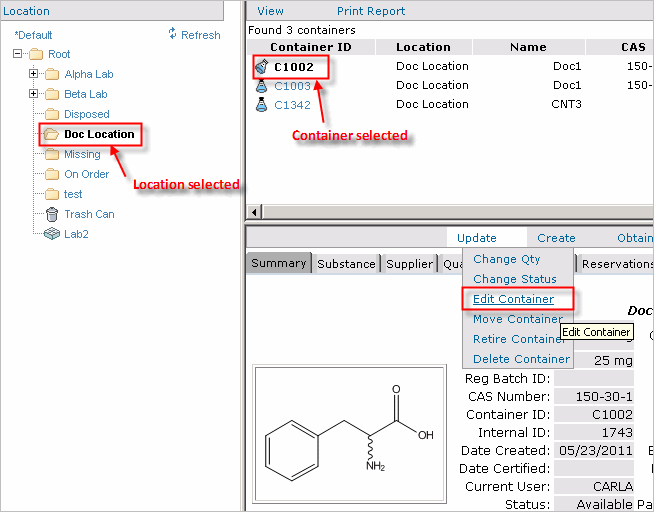 Location
*Default Refresh
Root
Alpha Lab
Beta Lab
Disposed
Doc Location
Missing
Location selected
On Order
test
Trash Can
Lab2
View Print Report
Found 3 containers
Container ID Location Name CAS
C1002 Doc Location Doc1 150-
C1003 Doc Location Doc1 150-
C1342 Doc Location CNT3
Container selected
Update Create Obtain
Summary Substance Supplier Qua Reservations
Change Qty
Change Status
Edit Container
Move Container
Retire Container
Delete Container
Edit Container
Doc
25 mg
Reg Batch ID:
CAS Number: 150-30-1
Container ID: C1002
Internal ID: 1743
Date Created: 05/23/2011
Date Certified:
Current User: CARLA
Status: Available Pa
O
OH
NH2